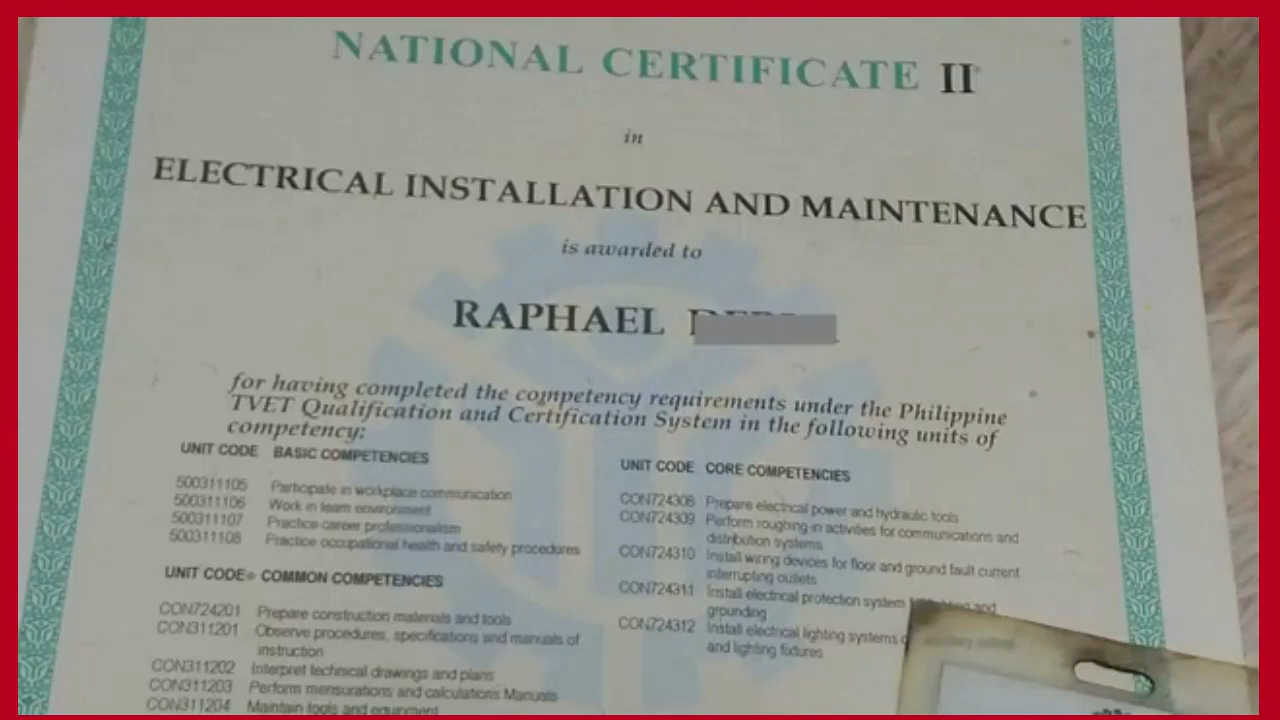 NATIONAL CERTIFICATE II
in
ELECTRICAL INSTALLATION AND MAINTENANCE
is awarded to
RAPHAEL
for having completed the competency requirements under the Philippine
TVET Qualification and Certification System in the following units of
competency:
UNIT CODE BASIC COMPETENCIES
500311105 Participate in workplace communication
500311106 Work in team environment
500311107 Practice career professionalism
500311108 Practice occupational health and safety procedures
UNIT CODE COMMON COMPETENCIES
CON724201 Prepare construction materials and tools
CON311201 Observe procedures, specifications and manuals of
instruction
CON311202 Interpret technical drawings and plans
CON311203 Perform mensurations and calculations Manuals
CON311204 Maintain tools and equipment
UNIT CODE CORE COMPETENCIES
CON724308 Prepare electrical power and hydraulic tools
CON724309 Perform roughing-in activities for communications and
distribution systems
CON724310 Install wiring devices for floor and ground fault current
interrupting outlets
CON724311 Install electrical protection system and
grounding
CON724312 Install electrical lighting systems
and lighting fixtures